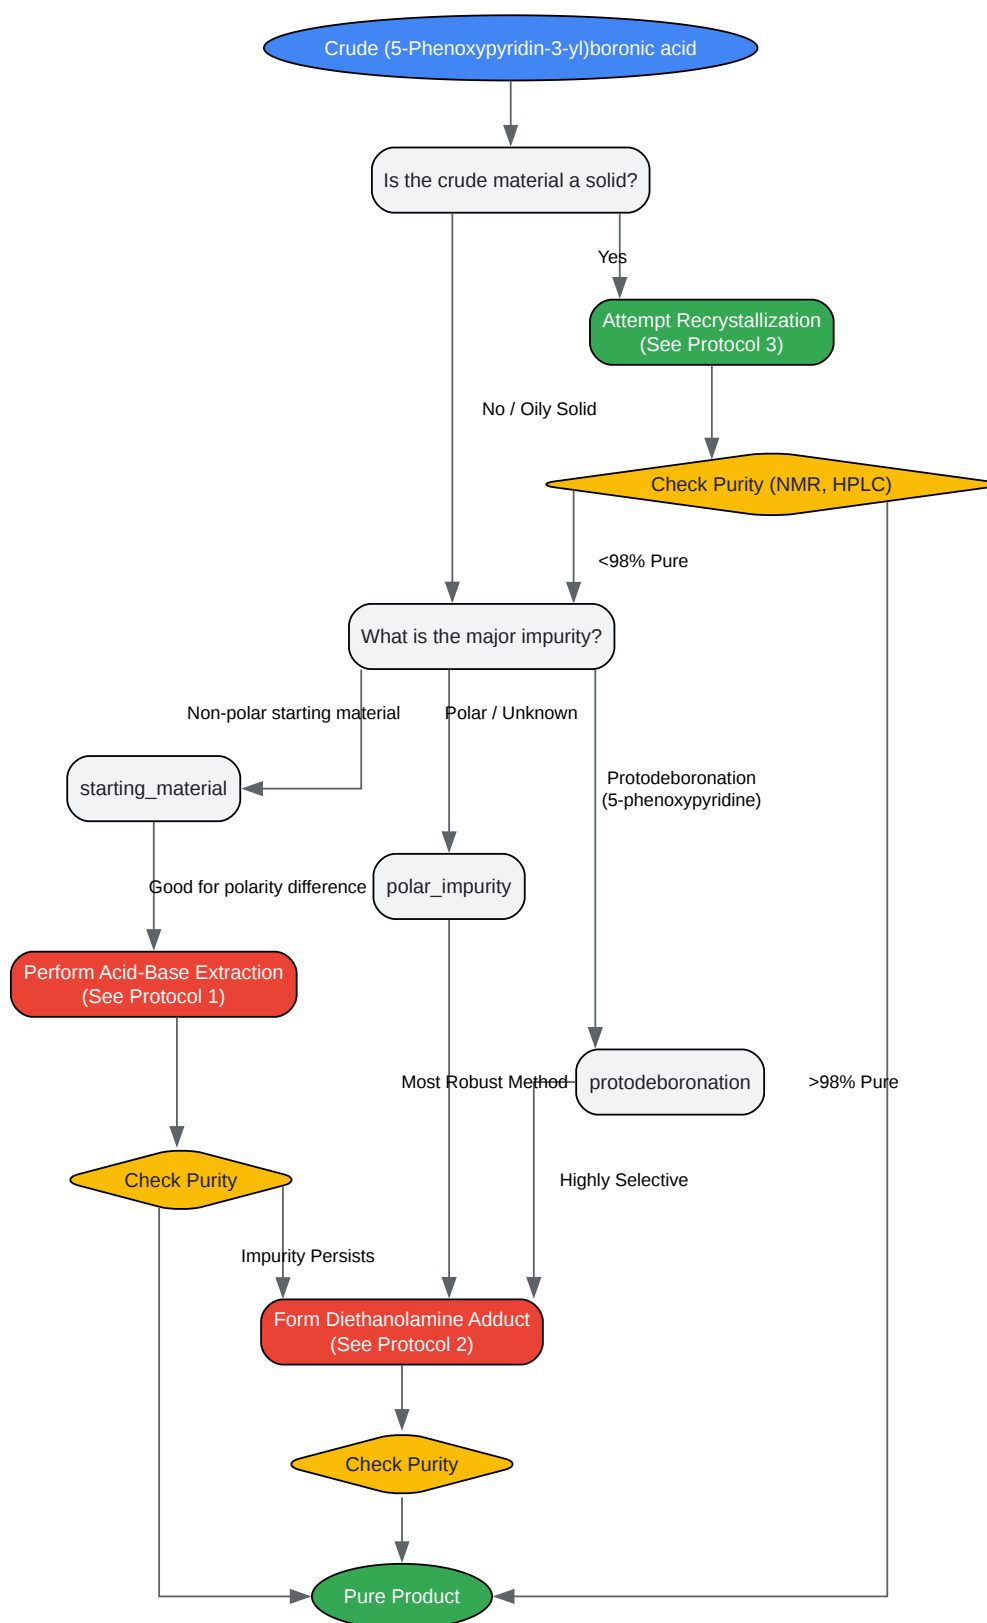 Crude (5-Phenoxypyridin-3-yl)boronic acid
Is the crude material a solid?
Yes
Attempt Recrystallization
(See Protocol 3)
No / Oily Solid
Check Purity (NMR, HPLC)
<98% Pure
What is the major impurity?
Non-polar starting material
Polar / Unknown
Protodeboronation
(5-phenoxypyridine)
starting_material
Good for polarity difference
polar_impurity
Perform Acid-Base Extraction
(See Protocol 1)
Most Robust Method
protodeboronation
>98% Pure
Check Purity
Highly Selective
Impurity Persists
Form Diethanolamine Adduct
(See Protocol 2)
Check Purity
Pure Product